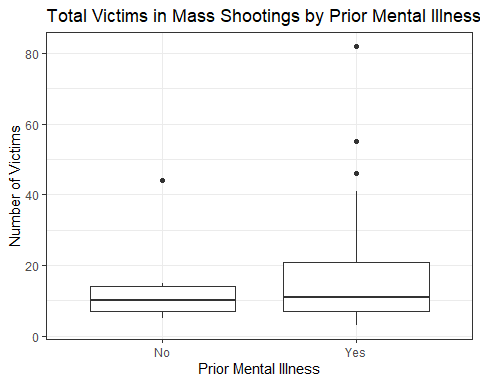 Total Victims in Mass Shootings by Prior Mental Illness
80
60
40
20
0
Number of Victims
No
Yes
Prior Mental Illness